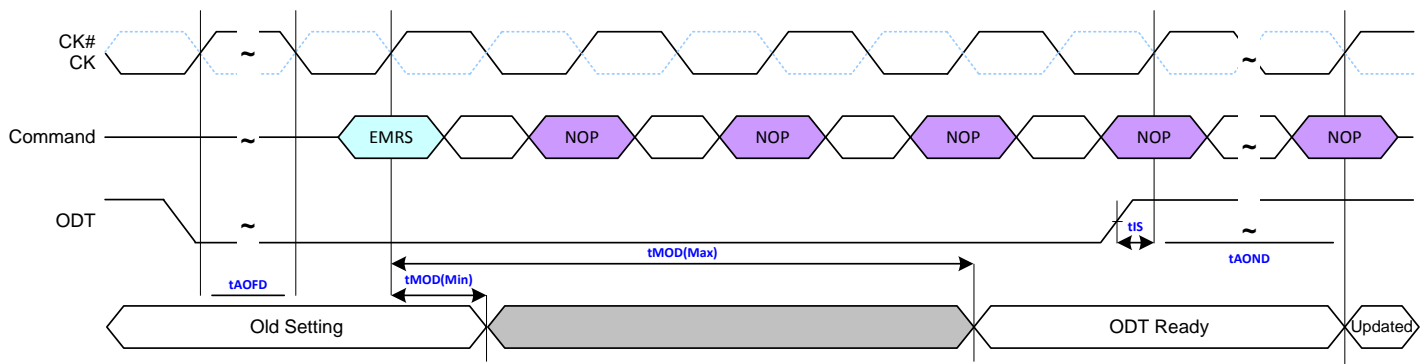 CK#
CK
~
~
Command
~
EMRS
NOP
NOP
NOP
NOP
~
NOP
ODT
~
tIS
~
tMOD(Max)
tAOND
tMOD(Min)
tAOFD
Old Setting
ODT Ready
Updated